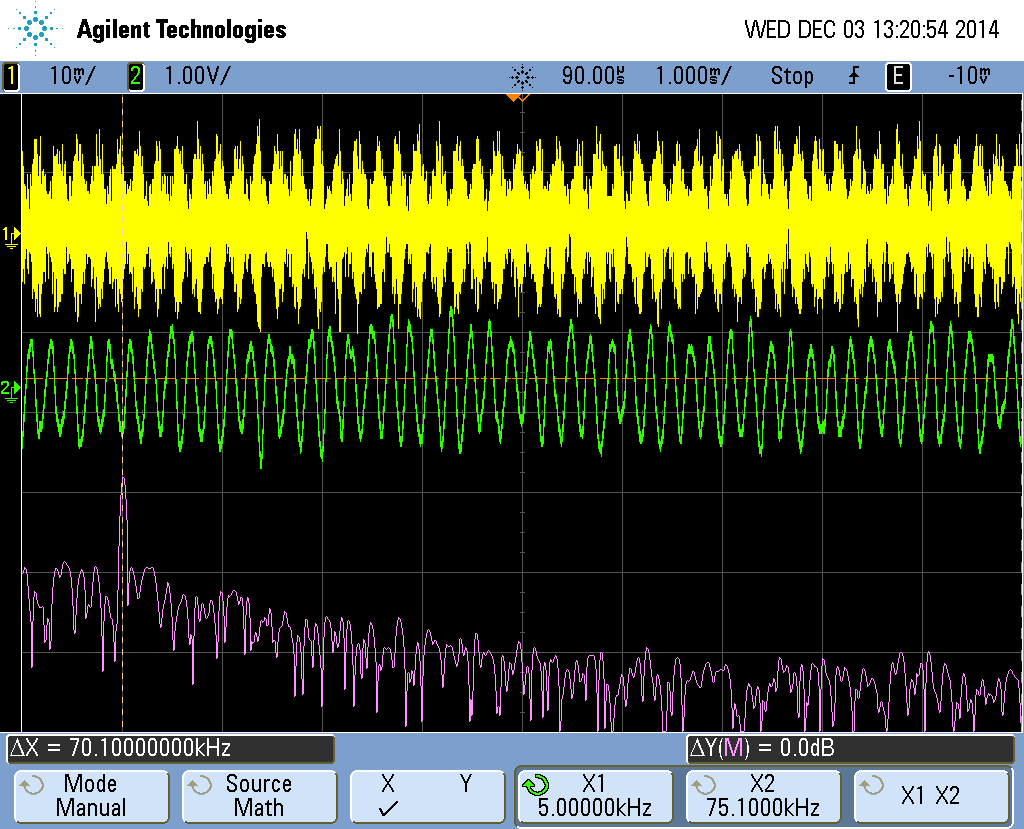 Agilent Technologies
WED DEC 03 13:20:54 2014
1 10mV/ 2 1.00V/ 90.00us 1.000ms/ Stop E -10mV
1
2
ΔX = 70.10000000kHz
ΔY(M) = 0.0dB
Mode
Manual
Source
Math
X Y
X1
5.00000kHz
X2
75.1000kHz
X1 X2